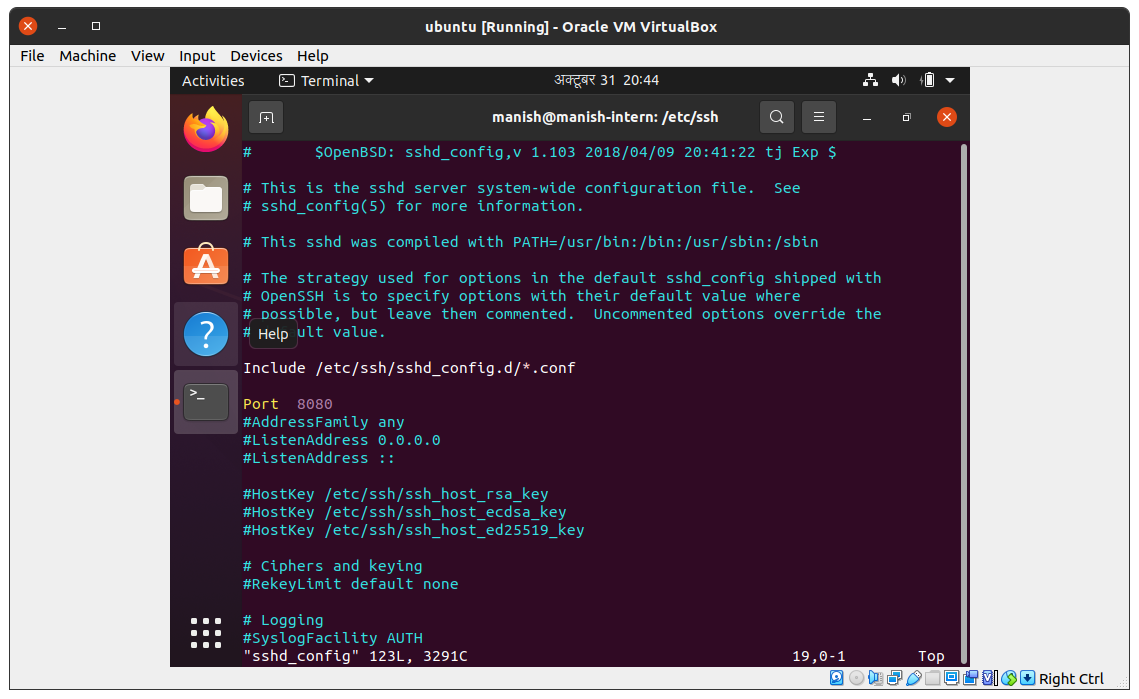 ubuntu [Running] - Oracle VM VirtualBox
File Machine View Input Devices Help
Activities Terminal अक्टूबर 31 20:44
manish@manish-intern: /etc/ssh
# $OpenBSD: sshd_config,v 1.103 2018/04/09 20:41:22 tj Exp $
# This is the sshd server system-wide configuration file. See
# sshd_config(5) for more information.
# This sshd was compiled with PATH=/usr/bin:/bin:/usr/sbin:/sbin
# The strategy used for options in the default sshd_config shipped with
# OpenSSH is to specify options with their default value where
# possible, but leave them commented. Uncommented options override the
# ult value.
Help
Include /etc/ssh/sshd_config.d/*.conf
Port 8080
#AddressFamily any
#ListenAddress 0.0.0.0
#ListenAddress ::
#HostKey /etc/ssh/ssh_host_rsa_key
#HostKey /etc/ssh/ssh_host_ecdsa_key
#HostKey /etc/ssh/ssh_host_ed25519_key
# Ciphers and keying
#RekeyLimit default none
# Logging
#SyslogFacility AUTH
"sshd_config" 123L, 3291C 19,0-1 Top
Right Ctrl